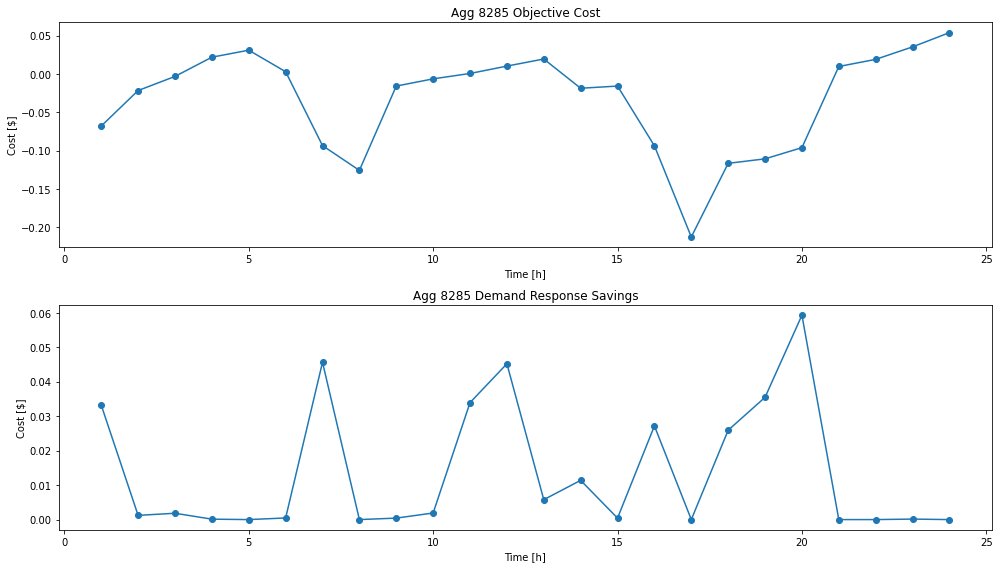 Agg 8285 Objective Cost
Cost [$]
0.05
0.00
−0.05
−0.10
−0.15
−0.20
0 5 10 15 20 25
Time [h]
Agg 8285 Demand Response Savings
Cost [$]
0.06
0.05
0.04
0.03
0.02
0.01
0.00
0 5 10 15 20 25
Time [h]